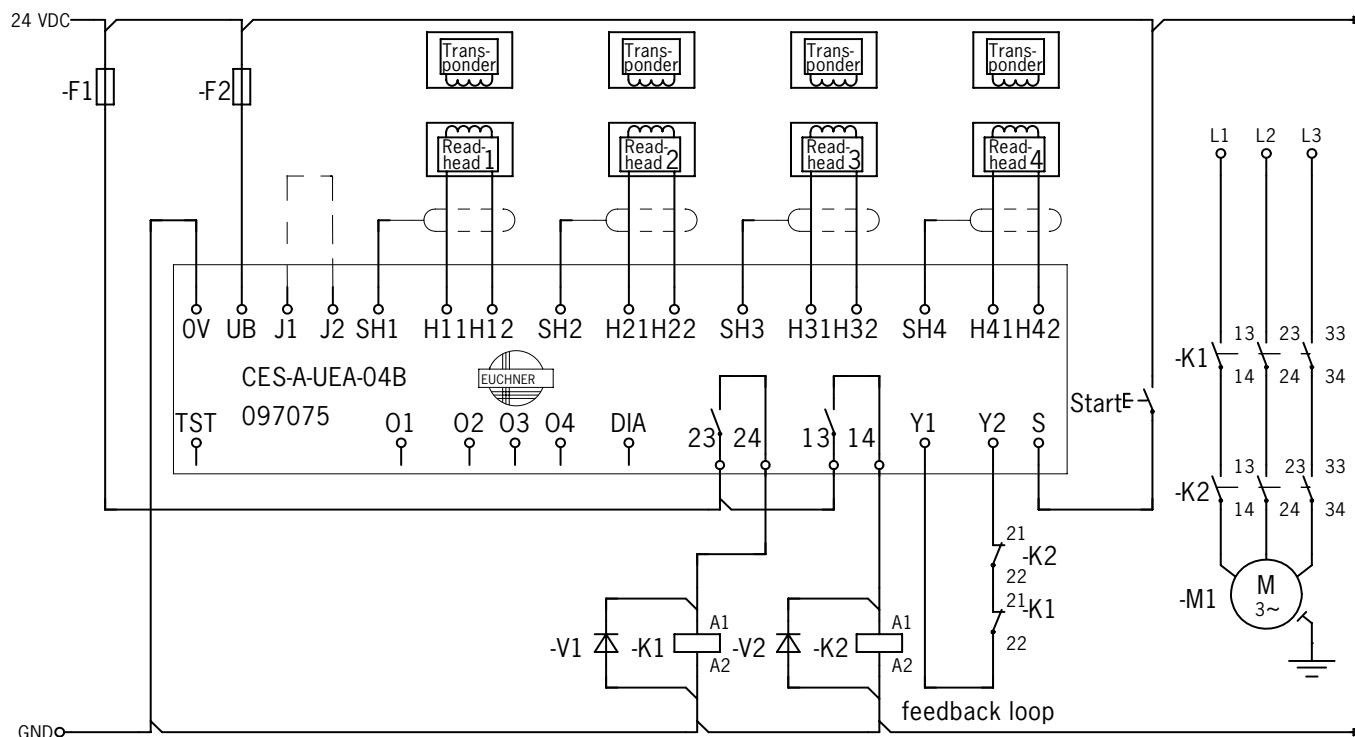 24 VDC
Trans-
ponder
Trans-
ponder
Trans-
ponder
Trans-
ponder
-F1
-F2
Read-
head 1
Read-
head 2
Read-
head 3
Read-
head 4
L1 L2 L3
0V UB J1 J2 SH1 H11 H12 SH2 H21 H22 SH3 H31 H32 SH4 H41 H42
13 23 33
-K1
14 24 34
CES-A-UEA-04B
EUCHNER
097075
Start
TST O1 O2 O3 O4 DIA 23 24 13 14 Y1 Y2 S
13 23 33
-K2
14 24 34
21
-K2
22
21
-K1
22
-M1
M
3~
A1
-V1 -K1
A2
A1
-V2 -K2
A2
feedback loop
GND